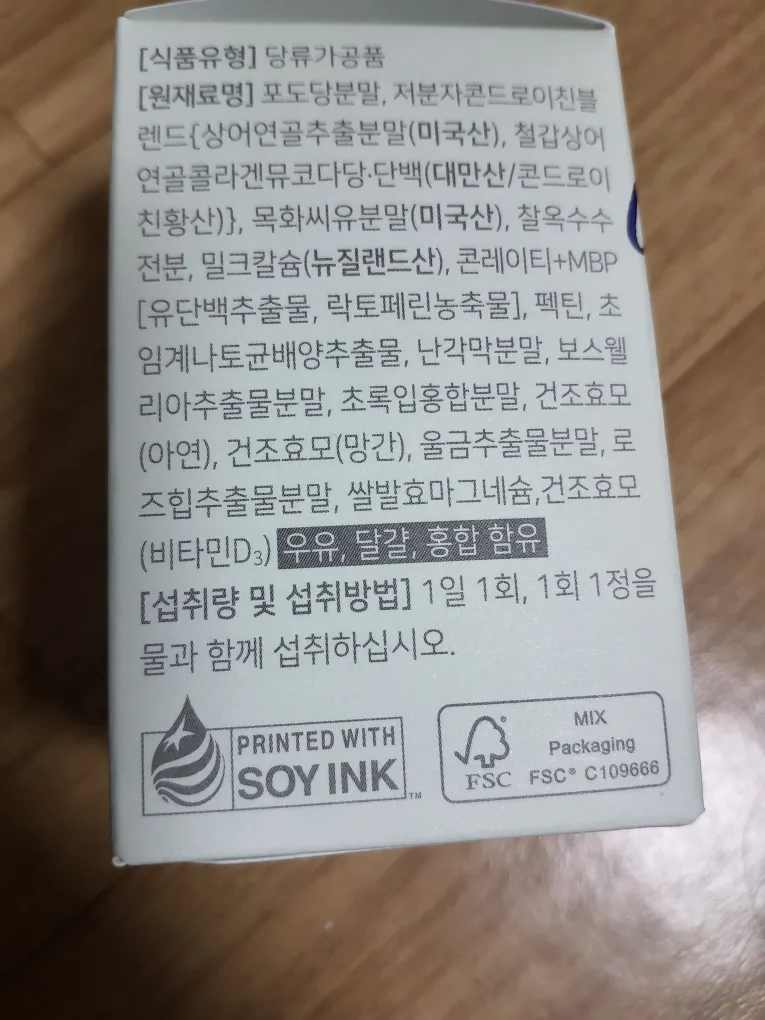 [식품유형] 당류가공품
[원재료명] 포도당분말, 저분자콘드로이친블
렌드{상어연골추출분말(미국산), 철갑상어
연골콜라겐뮤코다당·단백(대만산/콘드로이
친황산)}, 목화씨유분말(미국산), 찰옥수수
전분, 밀크칼슘(뉴질랜드산), 콘레이티+MBP
[유단백추출물, 락토페린농축물], 펙틴, 초
임계나토균배양추출물, 난각막분말, 보스웰
리아추출물분말, 초록입홍합분말, 건조효모
(아연), 건조효모(망간), 울금추출물분말, 로
즈힙추출물분말, 쌀발효마그네슘,건조효모
(비타민D₃) 우유, 달걀, 홍합 함유
[섭취량 및 섭취방법] 1일 1회, 1회 1정을
물과 함께 섭취하십시오.
PRINTED WITH
SOY INK™
MIX
Packaging
FSC FSC® C109666